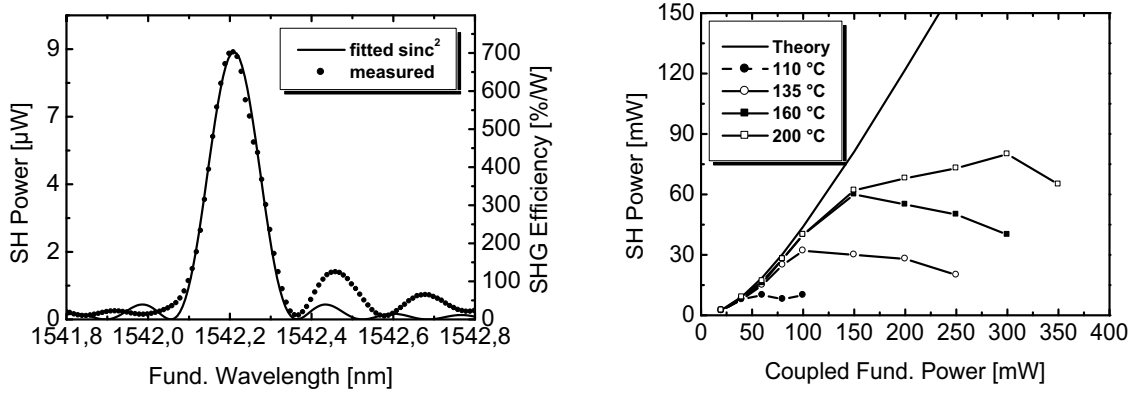 fitted sinc²
measured
SH Power [µW]
9
7
4
2
0
SHG Efficiency [%/W]
700
600
500
400
300
200
100
0
1541,8 1542,0 1542,2 1542,4 1542,6 1542,8
Fund. Wavelength [nm]
Theory
110 °C
135 °C
160 °C
200 °C
SH Power [mW]
150
120
90
60
30
0
0 50 100 150 200 250 300 350 400
Coupled Fund. Power [mW]